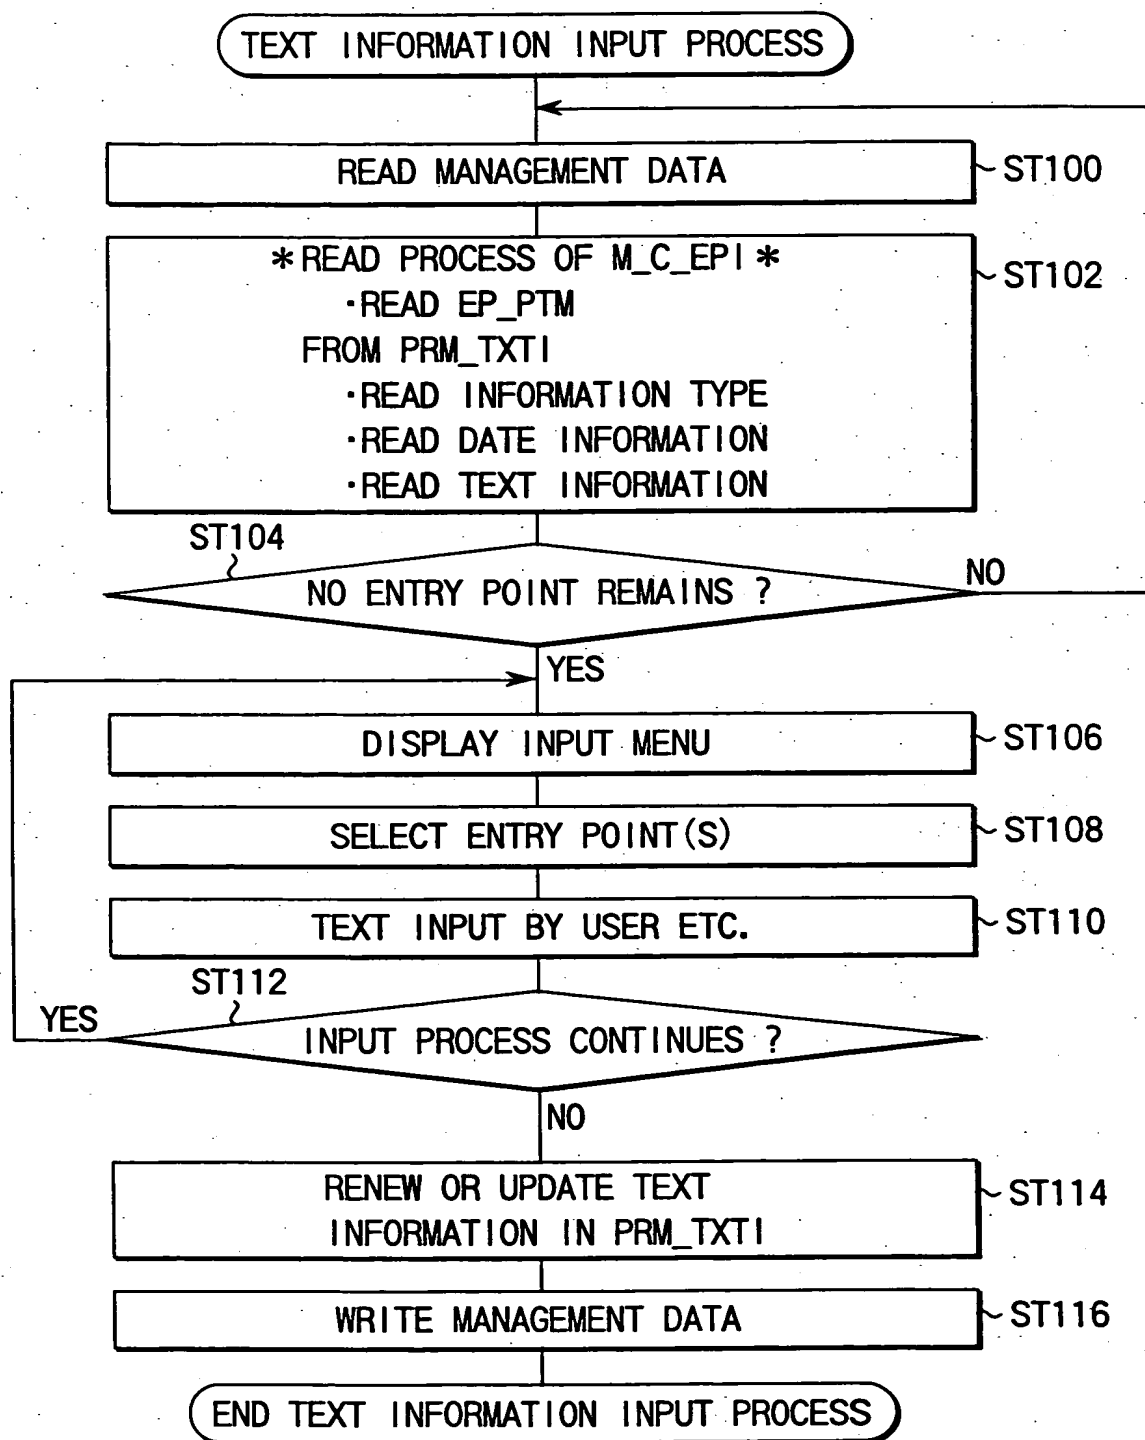 TEXT INFORMATION INPUT PROCESS
READ MANAGEMENT DATA
ST100
*READ PROCESS OF M_C_EPI*
·READ EP_PTM
FROM PRM_TXTI
·READ INFORMATION TYPE
·READ DATE INFORMATION
·READ TEXT INFORMATION
ST102
ST104
NO ENTRY POINT REMAINS ?
NO
YES
DISPLAY INPUT MENU
ST106
SELECT ENTRY POINT(S)
ST108
TEXT INPUT BY USER ETC.
ST110
ST112
YES
INPUT PROCESS CONTINUES ?
NO
RENEW OR UPDATE TEXT
INFORMATION IN PRM_TXTI
ST114
WRITE MANAGEMENT DATA
ST116
END TEXT INFORMATION INPUT PROCESS